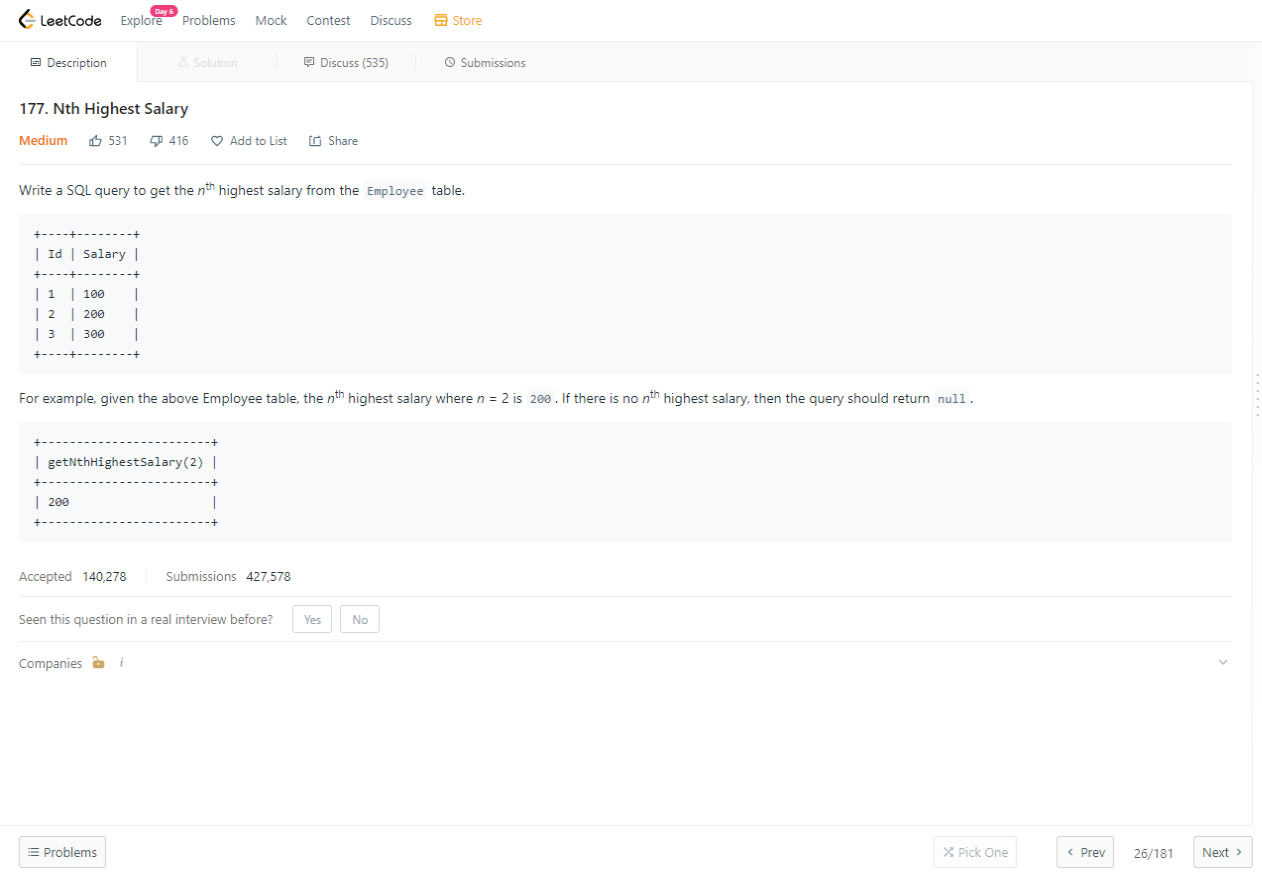 LeetCode Explore Day 6 Problems Mock Contest Discuss Store
Description Solution Discuss (535) Submissions
177. Nth Highest Salary
Medium 531 416 Add to List Share
Write a SQL query to get the nth highest salary from the Employee table.
+----+--------+
| Id | Salary |
+----+--------+
| 1  | 100    |
| 2  | 200    |
| 3  | 300    |
+----+--------+
For example, given the above Employee table, the nth highest salary where n = 2 is 200. If there is no nth highest salary, then the query should return null.
+------------------------+
| getNthHighestSalary(2) |
+------------------------+
| 200                    |
+------------------------+
Accepted 140,278 Submissions 427,578
Seen this question in a real interview before? Yes No
Companies i
Problems Pick One Prev 26/181 Next